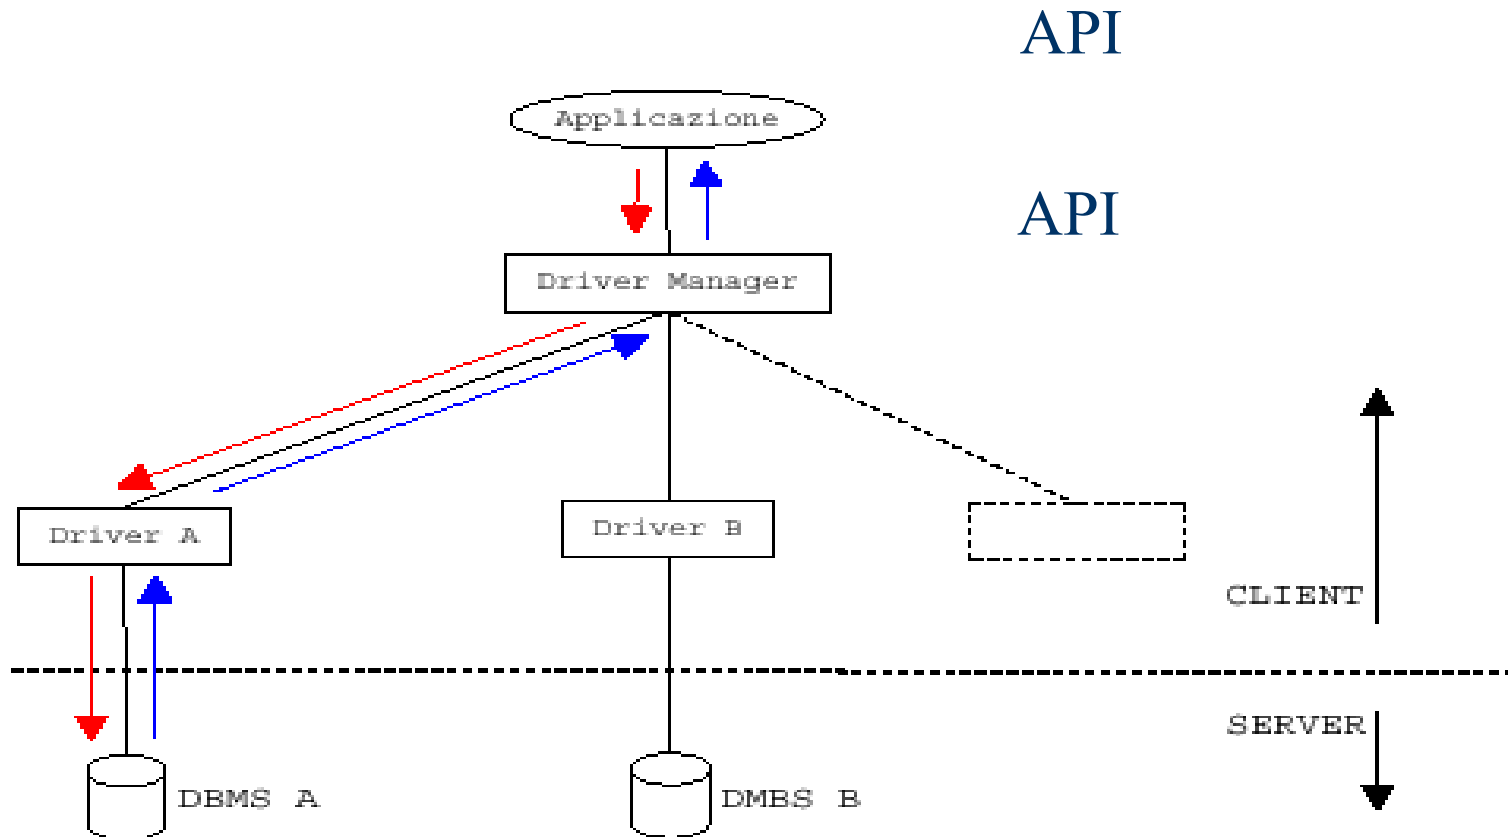 API
Applicazione
API
Driver Manager
Driver A
Driver B
CLIENT
SERVER
DBMS A
DMBS B